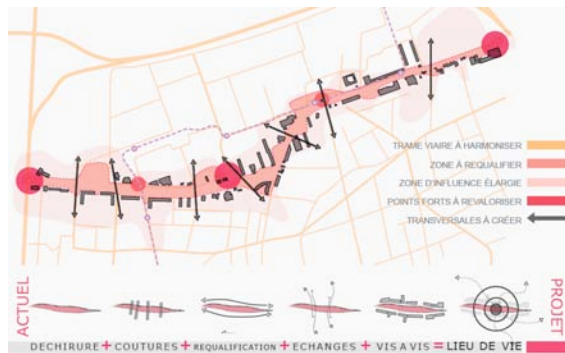 TRAME VIAIRE À HARMONISER
ZONE À REQUALIFIER
ZONE D'INFLUENCE ÉLARGIE
POINTS FORTS À REVALORISER
TRANSVERSALES À CRÉER
ACTUEL
PROJET
DECHIRURE + COUTURES + REQUALIFICATION + ECHANGES + VIS A VIS = LIEU DE VIE